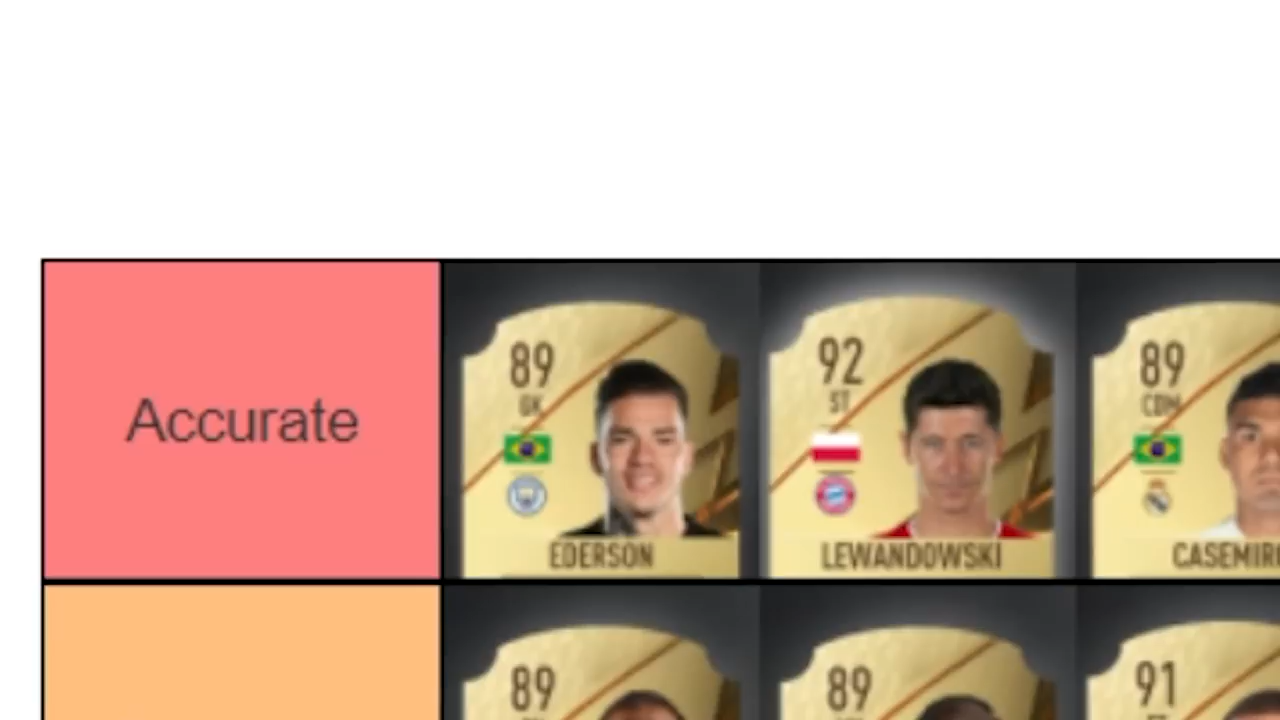 Accurate
89
GK
EDERSON
92
ST
LEWANDOWSKI
89
CDM
89
89
91